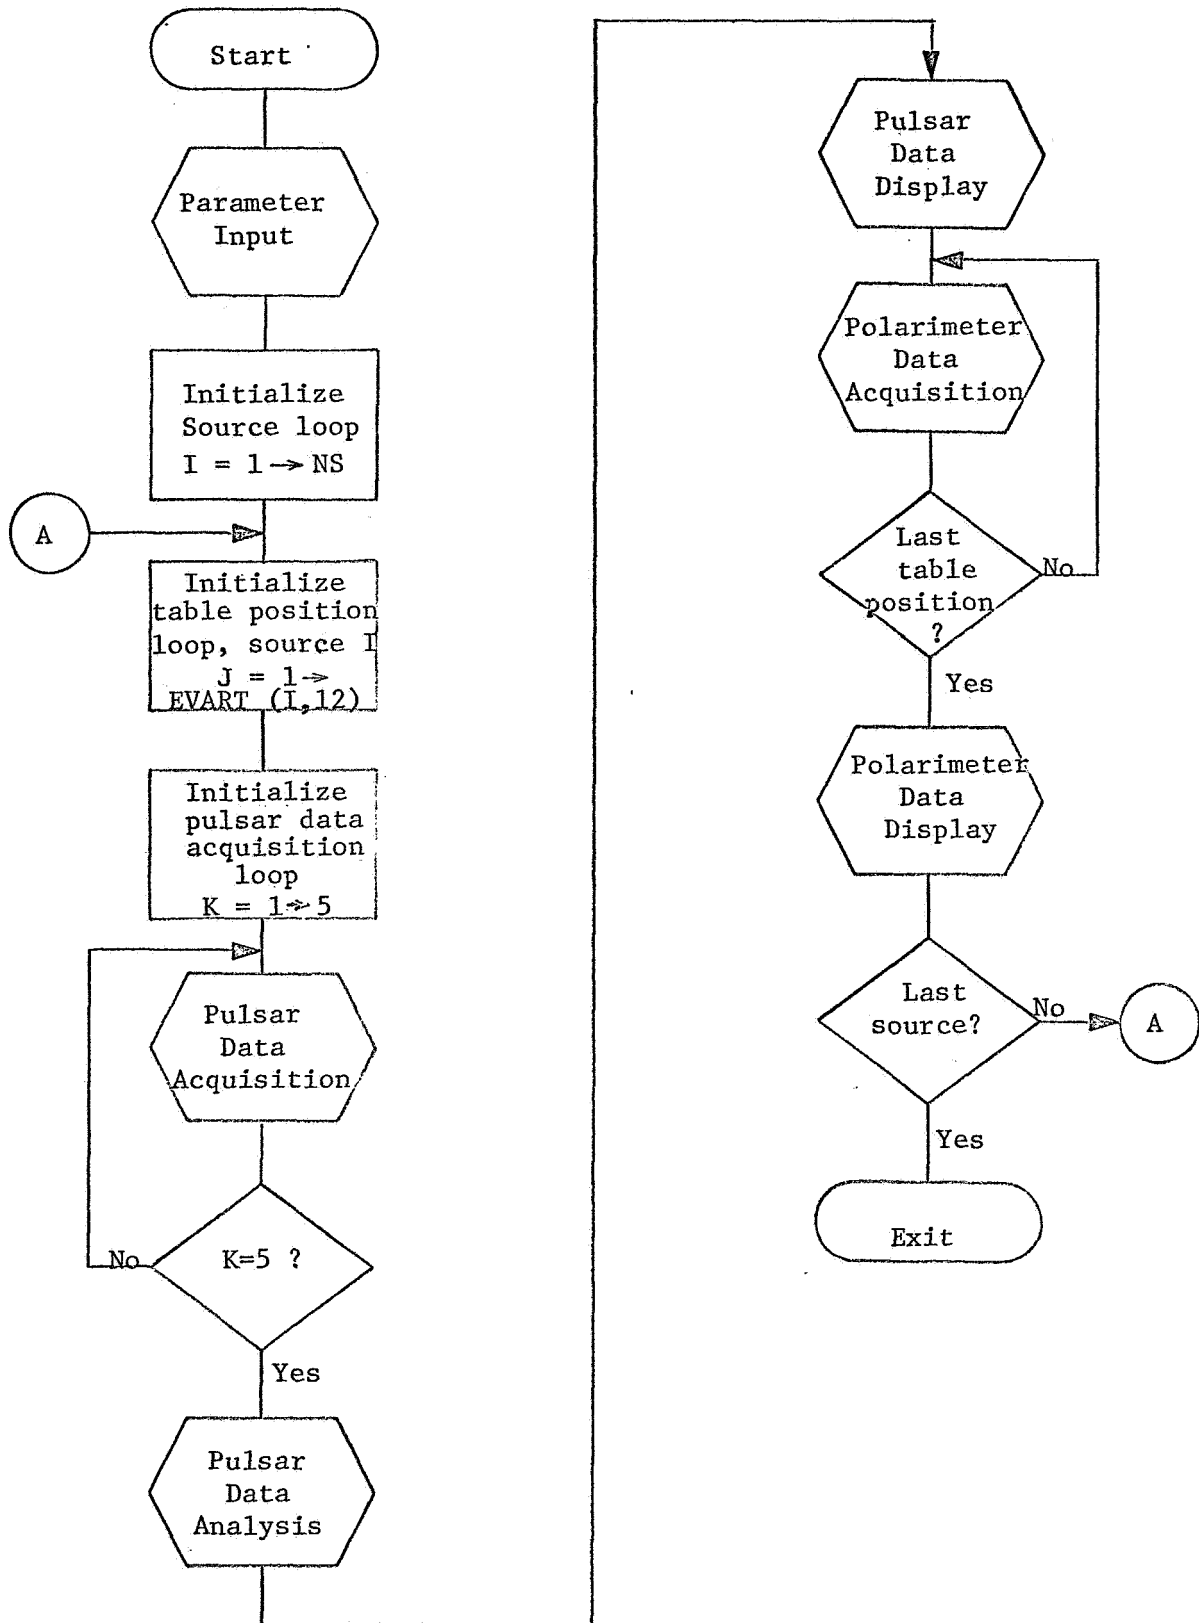 Start
Parameter
Input
Initialize
Source loop
I = 1 → NS
A
Initialize
table position
loop, source I
J = 1 →
EVART (I,12)
Initialize
pulsar data
acquisition
loop
K = 1 → 5
Pulsar
Data
Acquisition
No
K=5 ?
Yes
Pulsar
Data
Analysis
Pulsar
Data
Display
Polarimeter
Data
Acquisition
Last
table
position
?
No
Yes
Polarimeter
Data
Display
Last
source?
No
A
Yes
Exit